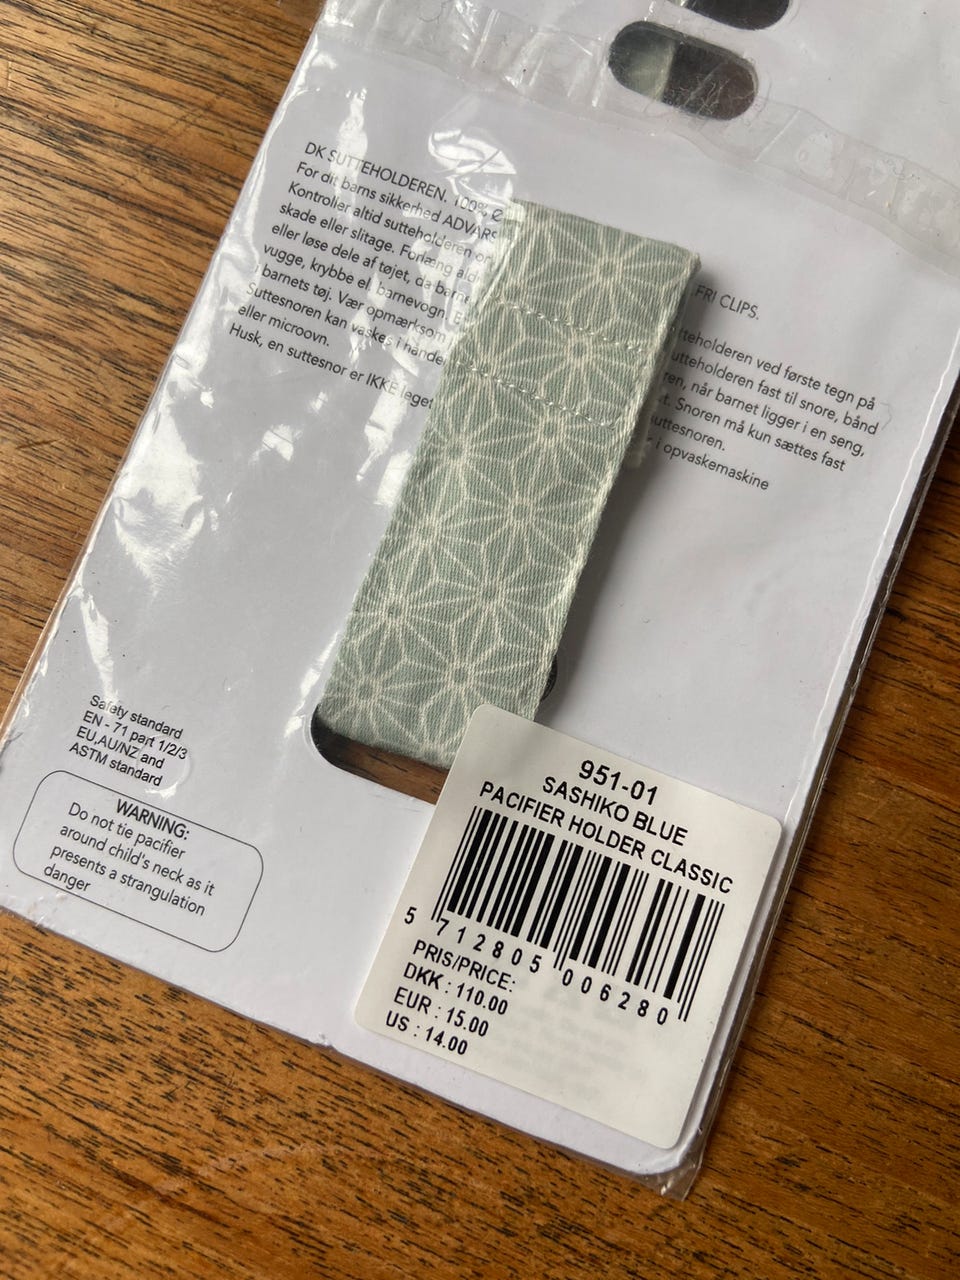 DK SUTTEHOLDEREN. 100%
FRI CLIPS.
For dit barns sikkerhed ADVARS
Kontroller altid sutteholderen
tteholderen ved første tegn på
skade eller slitage. Forlæng
utteholderen fast til snore, bånd
eller løse dele af tøjet, da
ren, når barnet ligger i en seng,
vugge, krybbe barnevogn.
Snoren må kun sættes fast
i barnets tøj. Vær opmærksom
suttesnoren.
Suttesnoren kan vaskes i hånde
i opvaskemaskine
eller microovn.
Husk, en suttesnor er IKKE leget
Safety standard
EN - 71 part 1/2/3
EU,AU/NZ and
ASTM standard
WARNING:
Do not tie pacifier
around child's neck as it
presents a strangulation
danger
951-01
SASHIKO BLUE
PACIFIER HOLDER CLASSIC
5 712805 006280
PRIS/PRICE:
DKK : 110.00
EUR : 15.00
US : 14.00